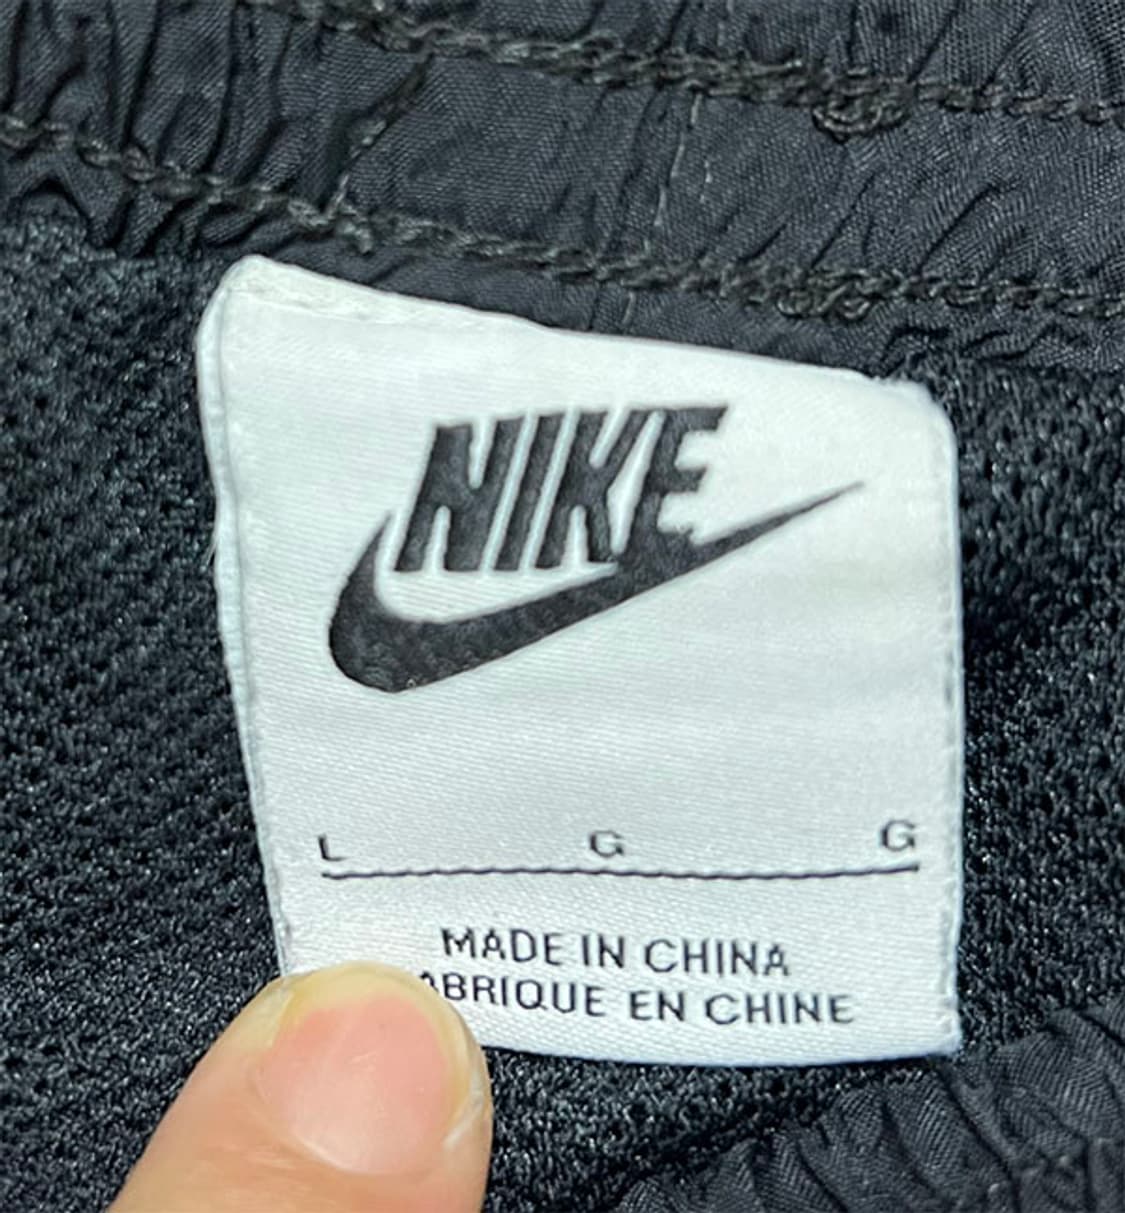 NIKE
L G G
MADE IN CHINA
ABRIQUE EN CHINE